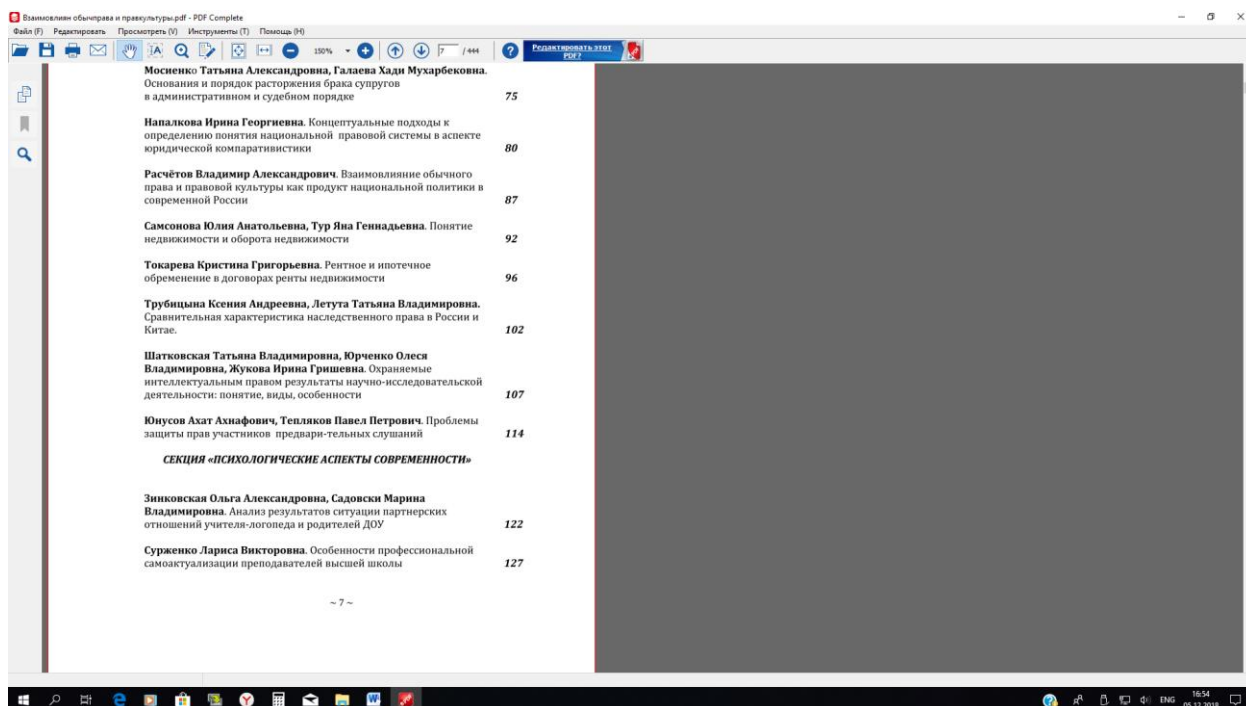 Взаимовлиян обычправа и правкультуры.pdf - PDF Complete
Файл (F) Редактировать Просмотреть (V) Инструменты (T) Помощь (H)
150% 7 / 444 Редактировать этот
PDF?
Мосиенко Татьяна Александровна, Галаева Хади Мухарбековна.
Основания и порядок расторжения брака супругов
в административном и судебном порядке 75
Напалкова Ирина Георгиевна. Концептуальные подходы к
определению понятия национальной правовой системы в аспекте
юридической компаративистики 80
Расчётов Владимир Александрович. Взаимовлияние обычного
права и правовой культуры как продукт национальной политики в
современной России 87
Самсонова Юлия Анатольевна, Тур Яна Геннадьевна. Понятие
недвижимости и оборота недвижимости 92
Токарева Кристина Григорьевна. Рентное и ипотечное
обременение в договорах ренты недвижимости 96
Трубицына Ксения Андреевна, Летута Татьяна Владимировна.
Сравнительная характеристика наследственного права в России и
Китае. 102
Шатковская Татьяна Владимировна, Юрченко Олеся
Владимировна, Жукова Ирина Гришевна. Охраняемые
интеллектуальным правом результаты научно-исследовательской
деятельности: понятие, виды, особенности 107
Юнусов Ахат Ахнафович, Тепляков Павел Петрович. Проблемы
защиты прав участников предвари-тельных слушаний 114
СЕКЦИЯ «ПСИХОЛОГИЧЕСКИЕ АСПЕКТЫ СОВРЕМЕННОСТИ»
Зинковская Ольга Александровна, Садовски Марина
Владимировна. Анализ результатов ситуации партнерских
отношений учителя-логопеда и родителей ДОУ 122
Сурженко Лариса Викторовна. Особенности профессиональной
самоактуализации преподавателей высшей школы 127
~ 7 ~
ENG 16:54
05.12.2018